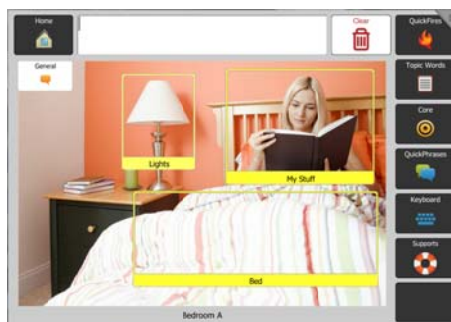 Home
Clear
QuickFires
General
Topic Words
Core
Lights
My Stuff
QuickPhrases
Keyboard
Bed
Supports
Bedroom A